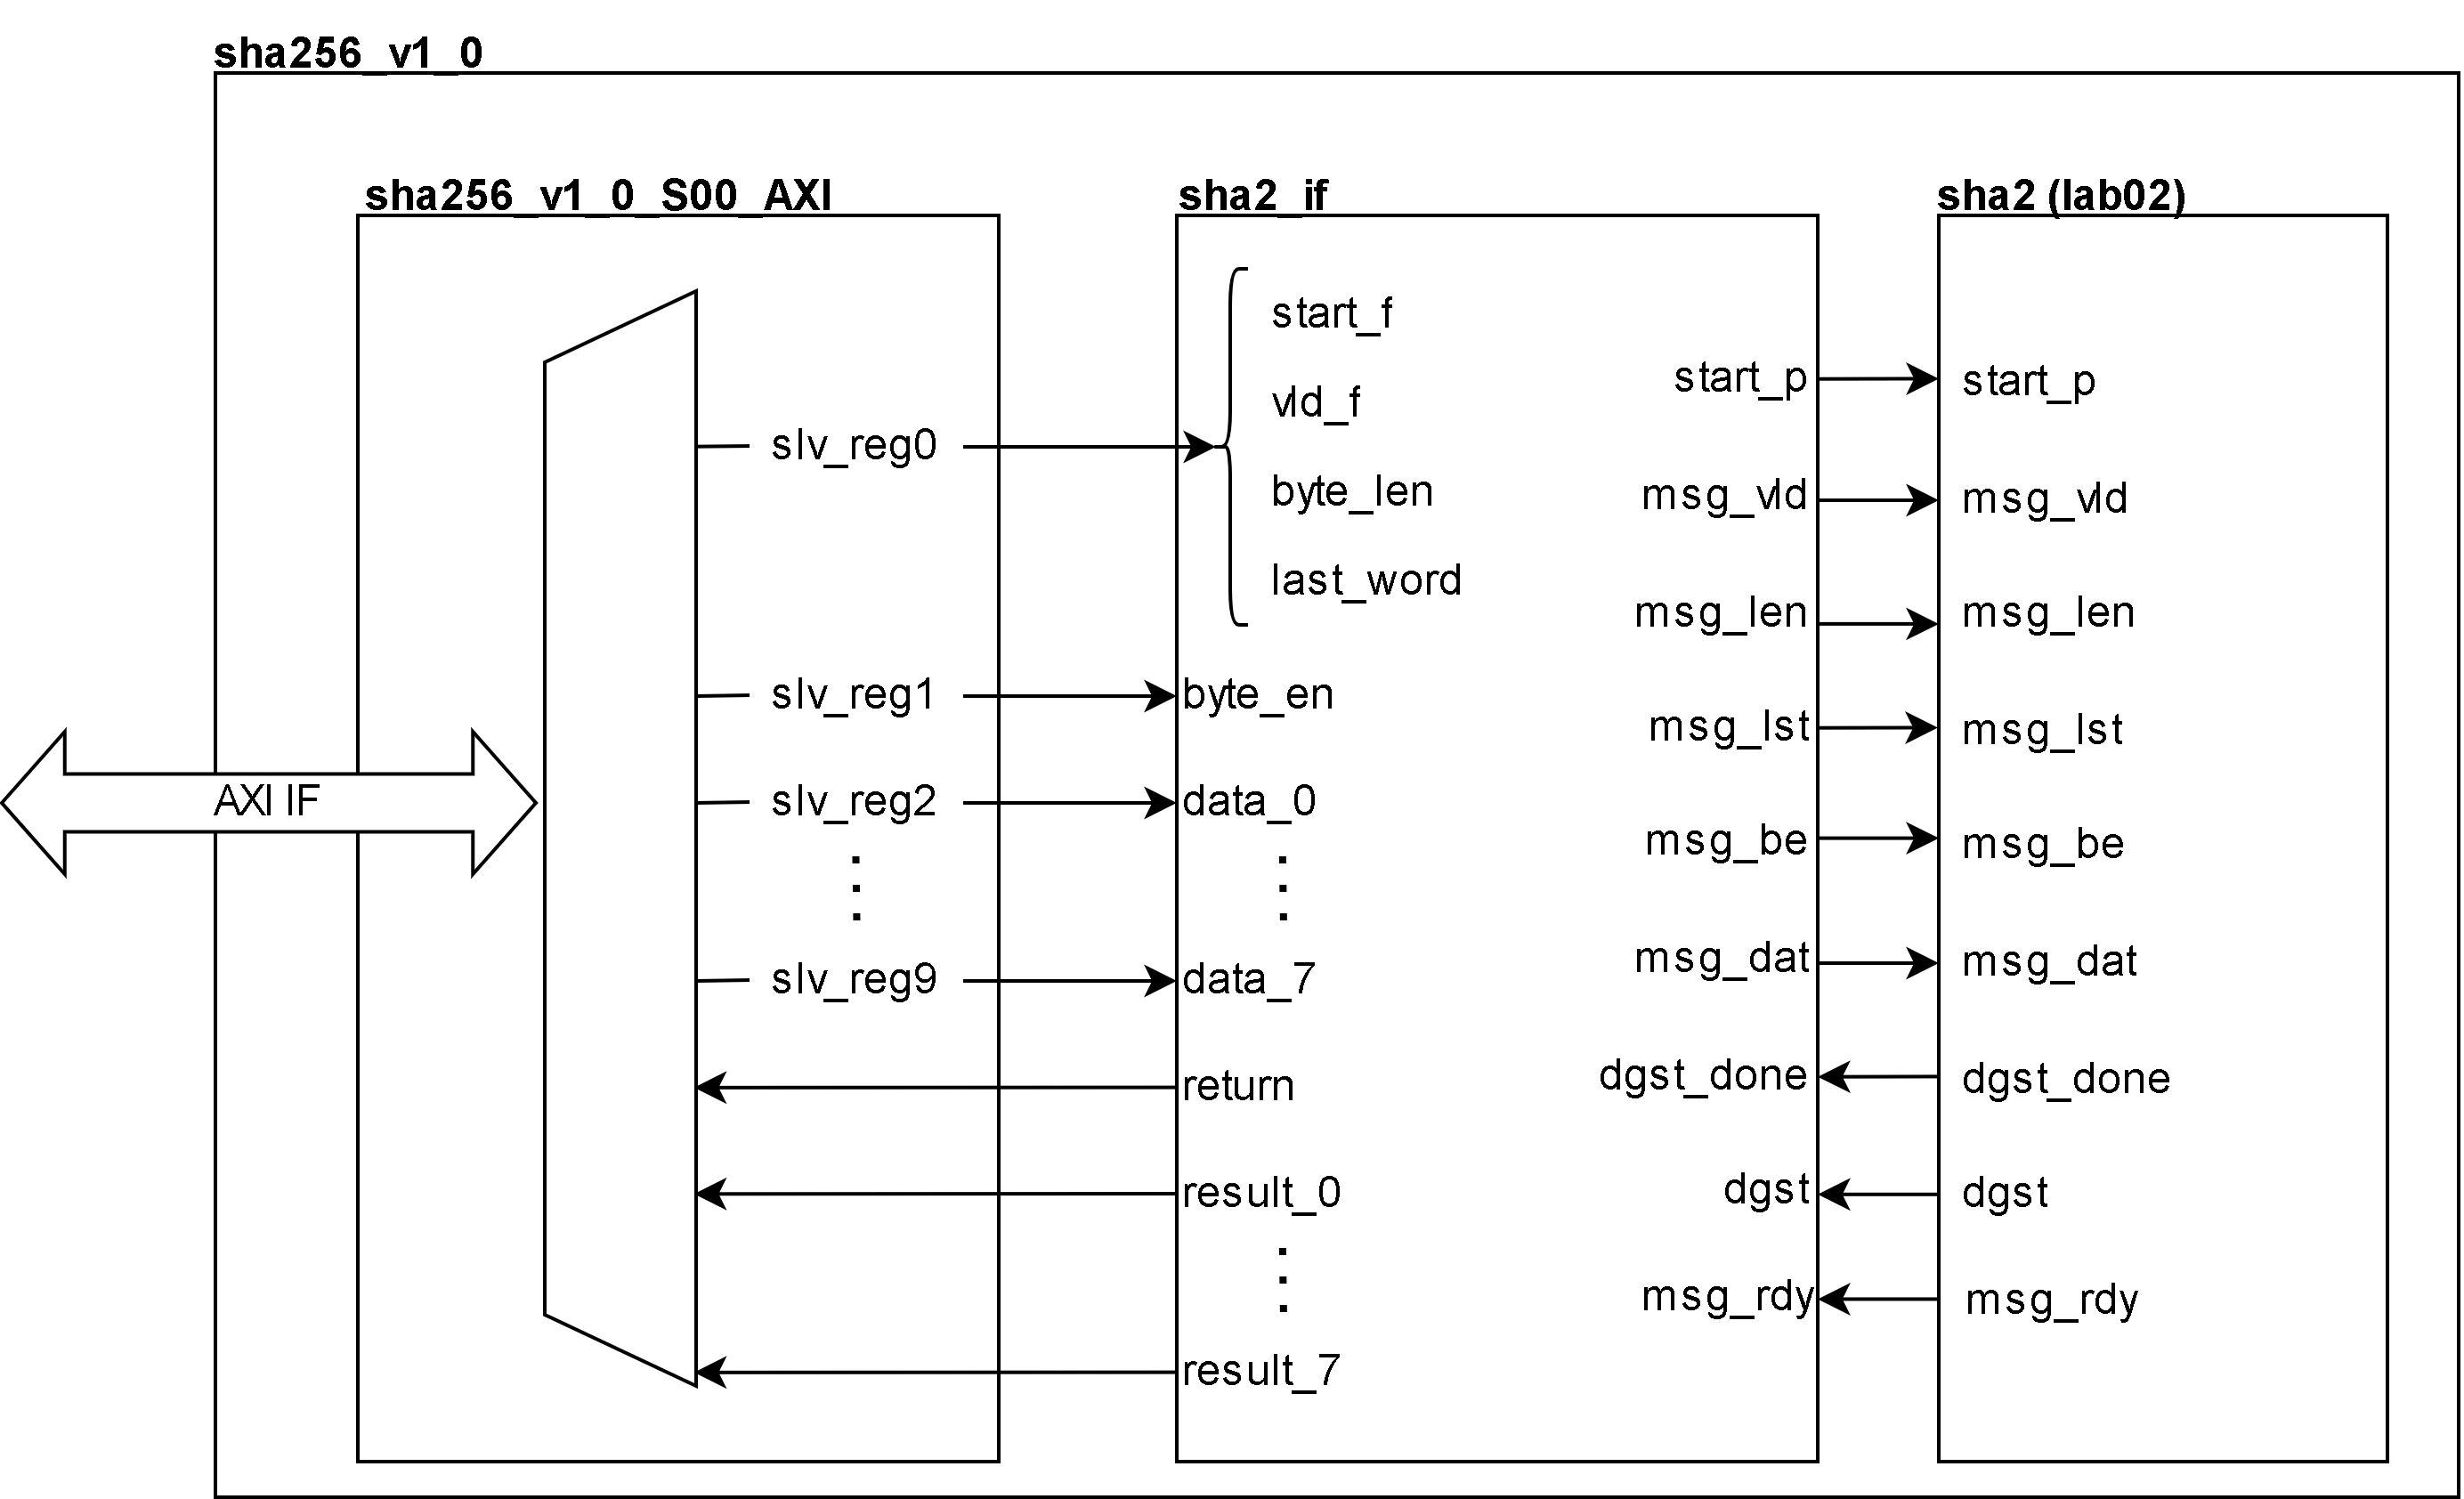 sha256_v1_0
sha256_v1_0_S00_AXI
sha2_if
sha2 (lab02)
AXI IF
slv_reg0
slv_reg1
slv_reg2
slv_reg9
start_f
vld_f
byte_len
last_word
byte_en
data_0
data_7
return
result_0
result_7
start_p
msg_vld
msg_len
msg_lst
msg_be
msg_dat
dgst_done
dgst
msg_rdy
start_p
msg_vld
msg_len
msg_lst
msg_be
msg_dat
dgst_done
dgst
msg_rdy